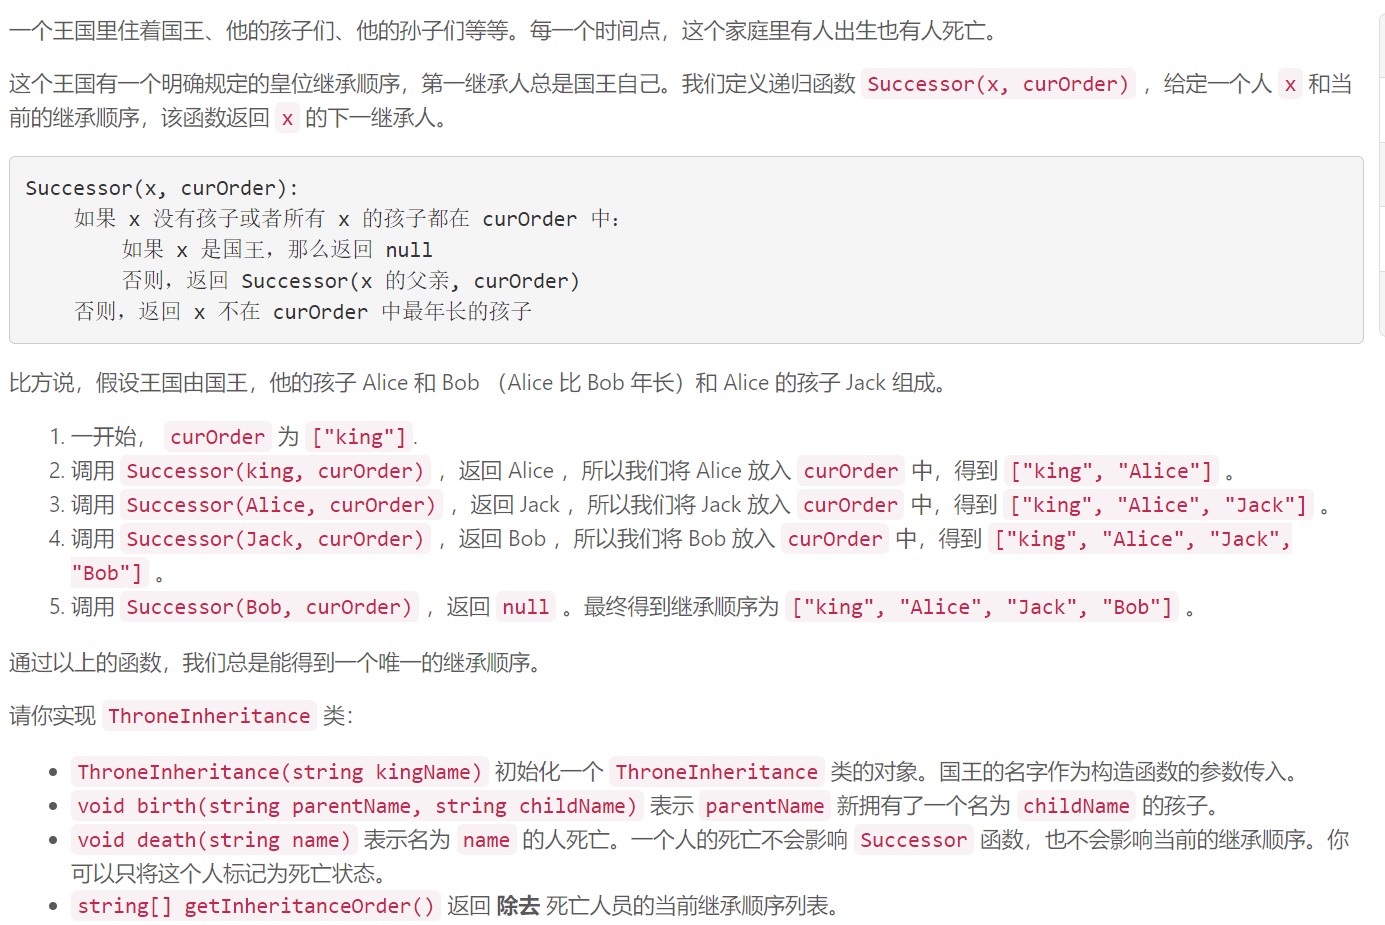 一个王国里住着国王、他的孩子们、他的孙子们等等。每一个时间点，这个家庭里有人出生也有人死亡。
这个王国有一个明确规定的皇位继承顺序，第一继承人总是国王自己。我们定义递归函数 Successor(x, curOrder) ，给定一个人 x 和当
前的继承顺序，该函数返回 x 的下一继承人。
Successor(x, curOrder):
    如果 x 没有孩子或者所有 x 的孩子都在 curOrder 中：
        如果 x 是国王，那么返回 null
        否则，返回 Successor(x 的父亲, curOrder)
    否则，返回 x 不在 curOrder 中最年长的孩子
比方说，假设王国由国王，他的孩子 Alice 和 Bob （Alice 比 Bob 年长）和 Alice 的孩子 Jack 组成。
1. 一开始， curOrder 为 ["king"].
2. 调用 Successor(king, curOrder) ，返回 Alice ，所以我们将 Alice 放入 curOrder 中，得到 ["king", "Alice"] 。
3. 调用 Successor(Alice, curOrder) ，返回 Jack ，所以我们将 Jack 放入 curOrder 中，得到 ["king", "Alice", "Jack"] 。
4. 调用 Successor(Jack, curOrder) ，返回 Bob ，所以我们将 Bob 放入 curOrder 中，得到 ["king", "Alice", "Jack",
"Bob"] 。
5. 调用 Successor(Bob, curOrder) ，返回 null 。最终得到继承顺序为 ["king", "Alice", "Jack", "Bob"] 。
通过以上的函数，我们总是能得到一个唯一的继承顺序。
请你实现 ThroneInheritance 类：
• ThroneInheritance(string kingName) 初始化一个 ThroneInheritance 类的对象。国王的名字作为构造函数的参数传入。
• void birth(string parentName, string childName) 表示 parentName 新拥有了一个名为 childName 的孩子。
• void death(string name) 表示名为 name 的人死亡。一个人的死亡不会影响 Successor 函数，也不会影响当前的继承顺序。你
可以只将这个人标记为死亡状态。
• string[] getInheritanceOrder() 返回 除去 死亡人员的当前继承顺序列表。